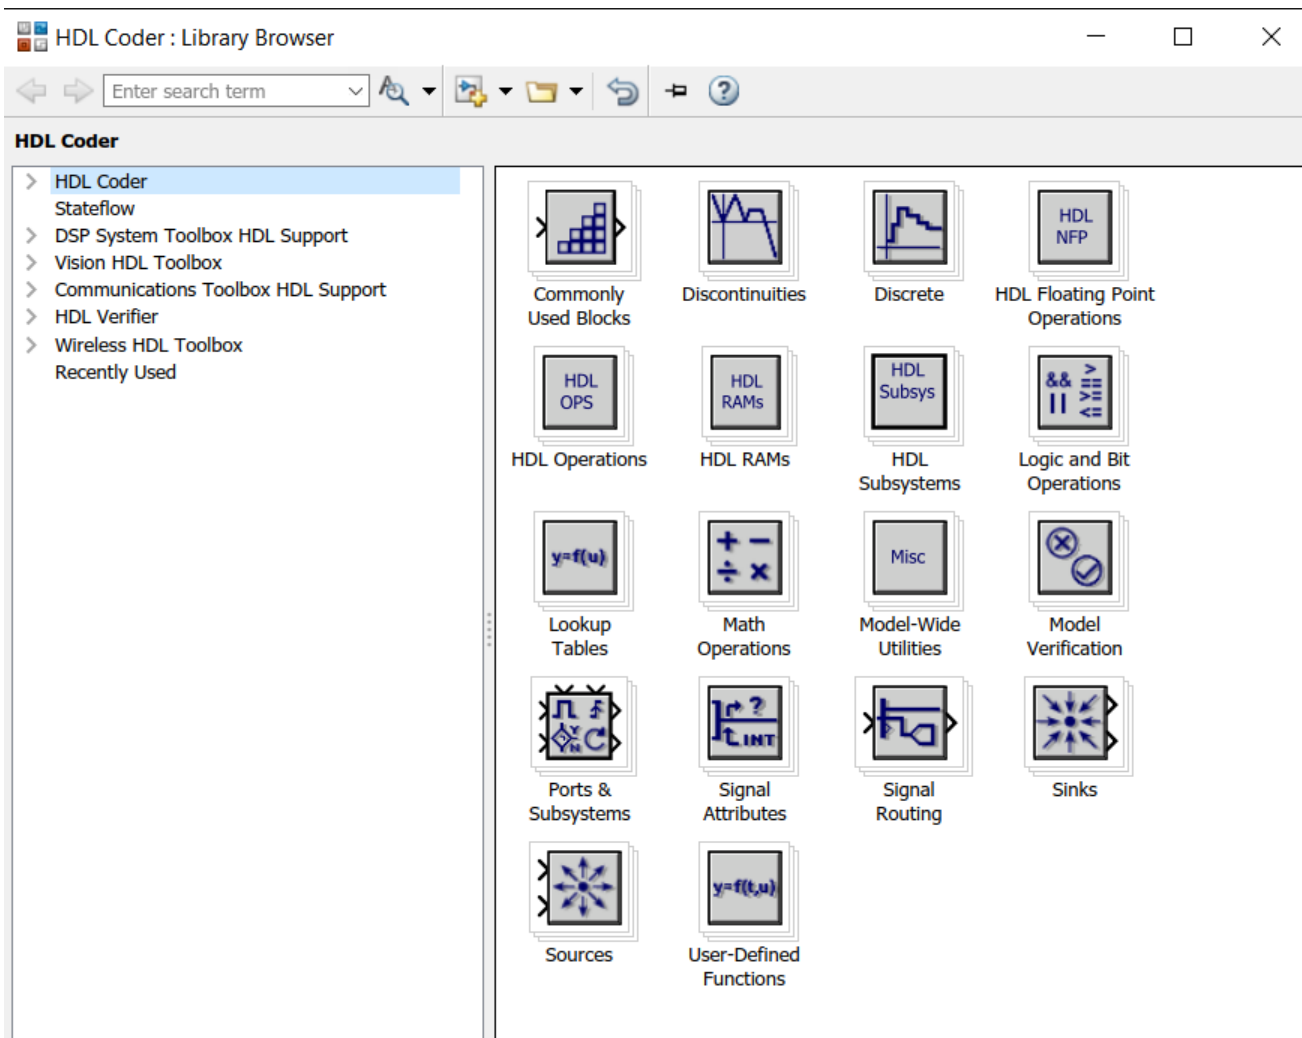 HDL Coder : Library Browser
Enter search term
HDL Coder
HDL Coder
Stateflow
DSP System Toolbox HDL Support
Vision HDL Toolbox
Communications Toolbox HDL Support
HDL Verifier
Wireless HDL Toolbox
Recently Used
HDL
NFP
Commonly
Used Blocks
Discontinuities
Discrete
HDL Floating Point
Operations
HDL
OPS
HDL
RAMs
HDL
Subsys
&& >
==
|| >=
<=
HDL Operations
HDL RAMs
HDL
Subsystems
Logic and Bit
Operations
y=f(u)
+ −
÷ ×
Misc
Lookup
Tables
Math
Operations
Model-Wide
Utilities
Model
Verification
Y
N
?
INT
Ports &
Subsystems
Signal
Attributes
Signal
Routing
Sinks
y=f(t,u)
Sources
User-Defined
Functions